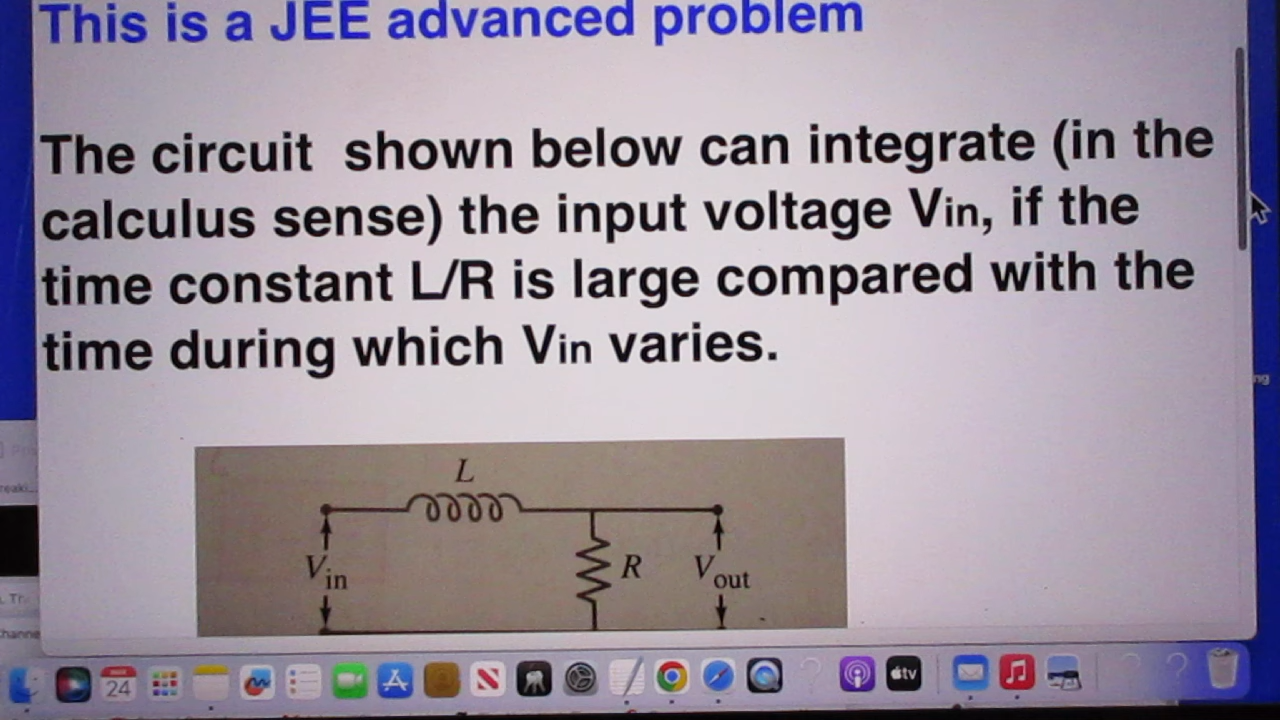 This is a JEE advanced problem
The circuit shown below can integrate (in the
calculus sense) the input voltage Vin, if the
time constant L/R is large compared with the
time during which Vin varies.
L
Vin
R
Vout
24
tv